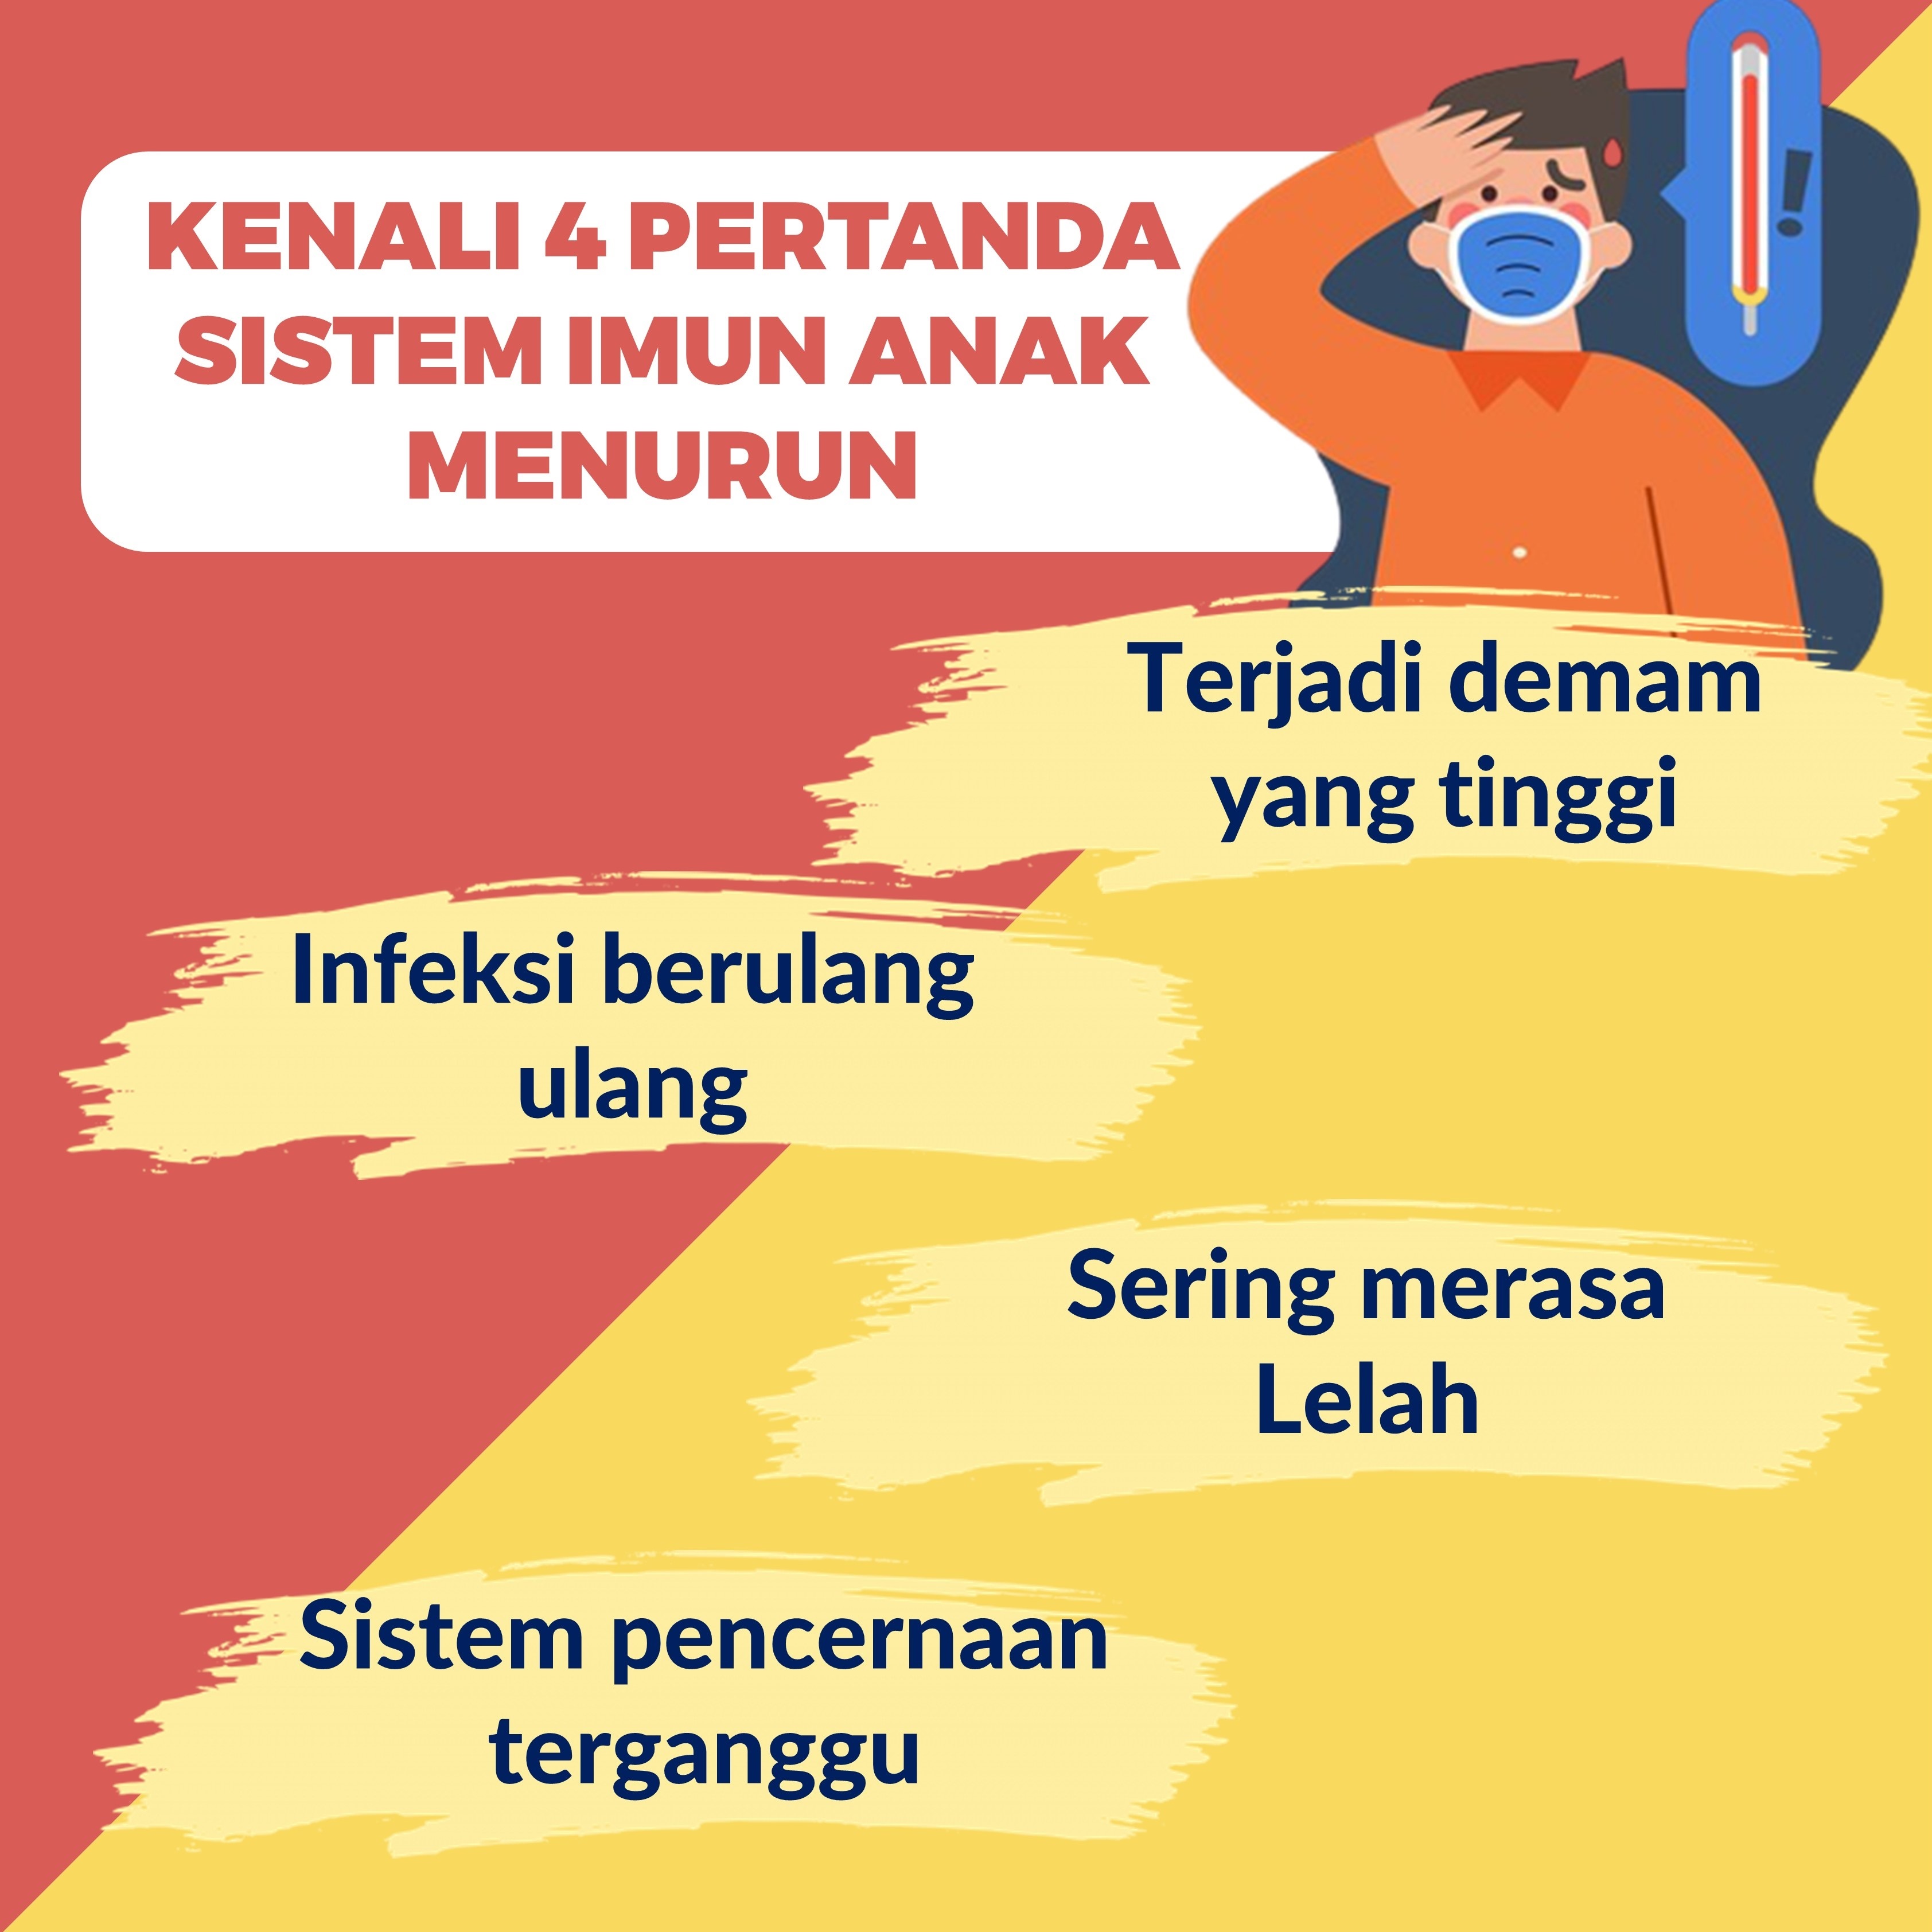 KENALI 4 PERTANDA
SISTEM IMUN ANAK
MENURUN
Terjadi demam
yang tinggi
Infeksi berulang
ulang
Sering merasa
Lelah
Sistem pencernaan
terganggu